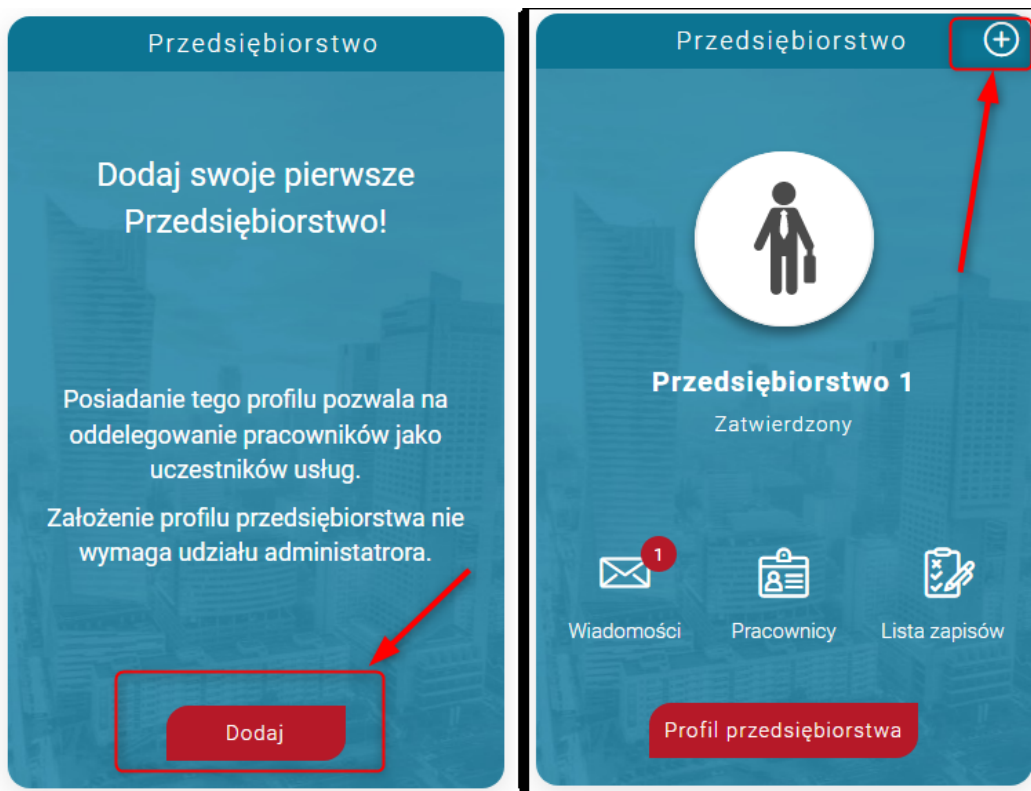 Przedsiębiorstwo
Dodaj swoje pierwsze
Przedsiębiorstwo!
Posiadanie tego profilu pozwala na
oddelegowanie pracowników jako
uczestników usług.
Założenie profilu przedsiębiorstwa nie
wymaga udziału administatrora.
Dodaj
Przedsiębiorstwo
Przedsiębiorstwo 1
Zatwierdzony
1
Wiadomości
Pracownicy
Lista zapisów
Profil przedsiębiorstwa